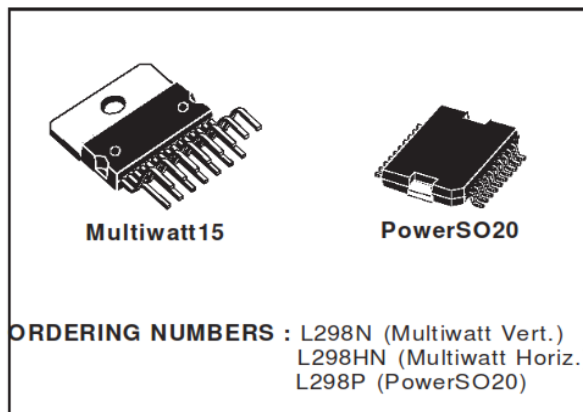 Multiwatt15 PowerSO20
ORDERING NUMBERS : L298N (Multiwatt Vert.)
L298HN (Multiwatt Horiz.
L298P (PowerSO20)